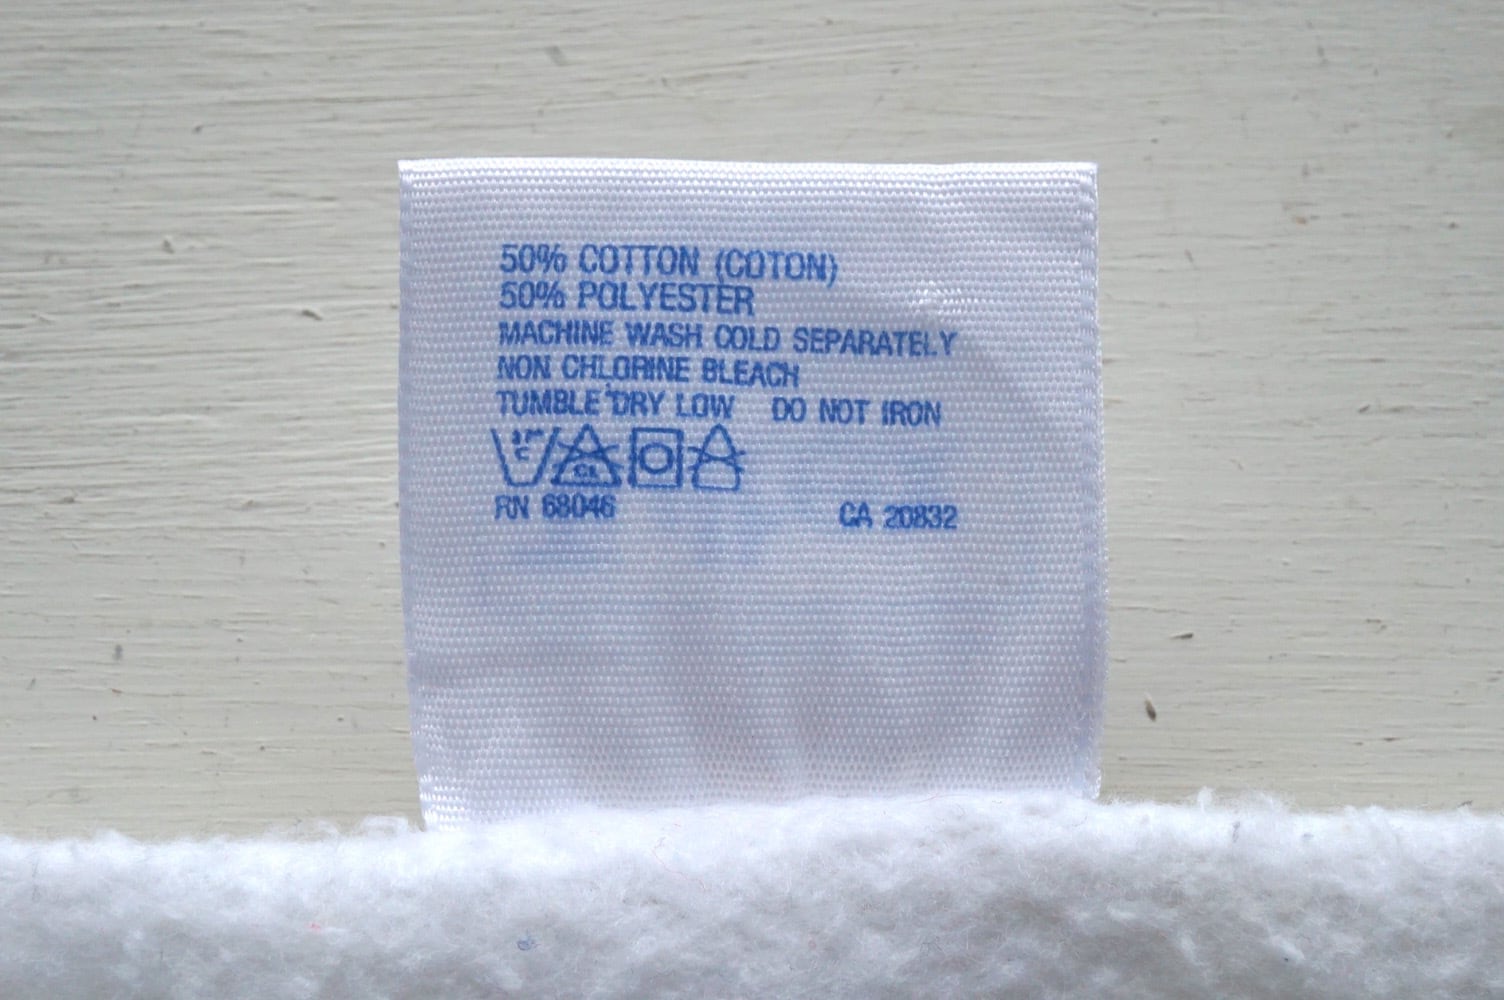 50% COTTON (COTON)
50% POLYESTER
MACHINE WASH COLD SEPARATELY
NON CHLORINE BLEACH
TUMBLE DRY LOW DO NOT IRON
C CL
RN 68046 CA 20832